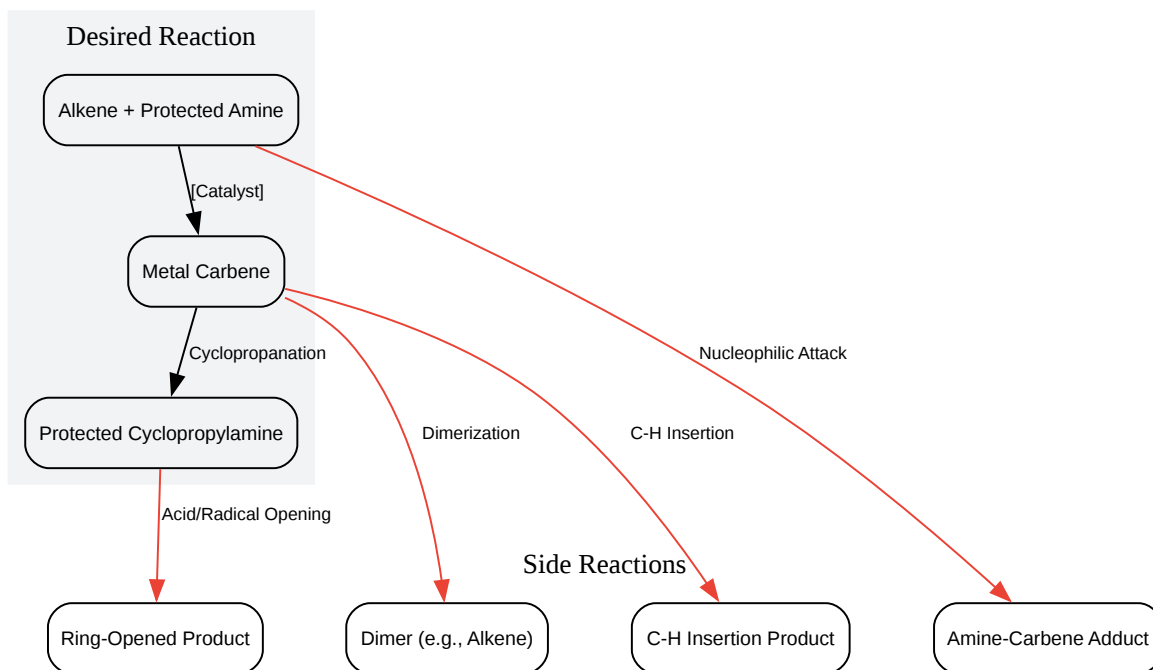 Desired Reaction
Alkene + Protected Amine
[Catalyst]
Metal Carbene
Cyclopropanation
Nucleophilic Attack
Protected Cyclopropylamine
Dimerization
C-H Insertion
Acid/Radical Opening
Side Reactions
Ring-Opened Product
Dimer (e.g., Alkene)
C-H Insertion Product
Amine-Carbene Adduct